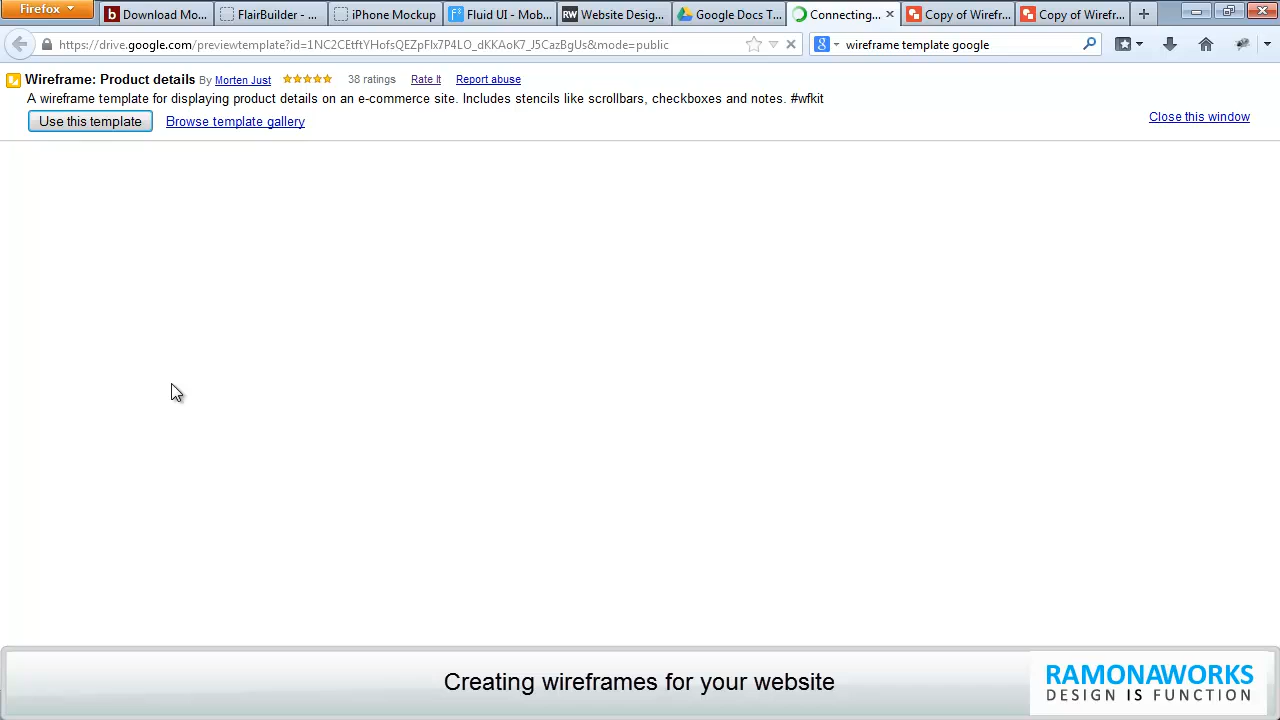 Firefox
Download Mo...
FlairBuilder - ...
iPhone Mockup
Fluid UI - Mob...
RW Website Desig...
Google Docs T...
Connecting...
Copy of Wirefr...
Copy of Wirefr...
https://drive.google.com/previewtemplate?id=1NC2CEtftYHofsQEZpFlx7P4LO_dKKAoK7_J5CazBgUs&mode=public
wireframe template google
Wireframe: Product details By Morten Just 38 ratings Rate It Report abuse
A wireframe template for displaying product details on an e-commerce site. Includes stencils like scrollbars, checkboxes and notes. #wfkit
Close this window
Use this template Browse template gallery
Creating wireframes for your website
RAMONAWORKS
DESIGN IS FUNCTION